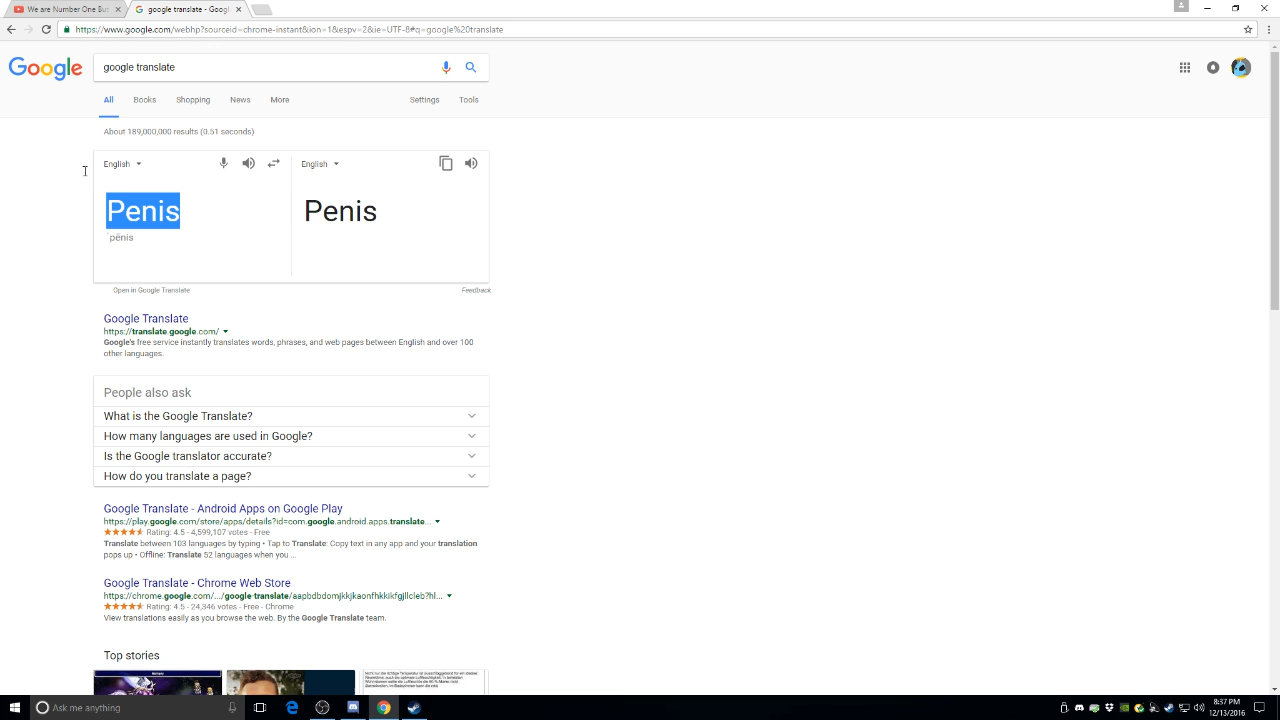 We are Number One Bu
google translate - Googl
https://www.google.com/webhp?sourceid=chrome-instant&ion=1&espv=2&ie=UTF-8#q=google%20translate
Google
google translate
All Books Shopping News More Settings Tools
About 189,000,000 results (0.51 seconds)
English English
Penis Penis
ˈpēnis
Open in Google Translate Feedback
Google Translate
https://translate.google.com/
Google's free service instantly translates words, phrases, and web pages between English and over 100
other languages.
People also ask
What is the Google Translate?
How many languages are used in Google?
Is the Google translator accurate?
How do you translate a page?
Google Translate - Android Apps on Google Play
https://play.google.com/store/apps/details?id=com.google.android.apps.translate...
Rating: 4.5 - 4,599,107 votes - Free
Translate between 103 languages by typing • Tap to Translate: Copy text in any app and your translation
pops up • Offline: Translate 52 languages when you ...
Google Translate - Chrome Web Store
https://chrome.google.com/.../google-translate/aapbdbdomjkkjkaonfhkkikfgjllcleb?hl...
Rating: 4.5 - 24,346 votes - Free - Chrome
View translations easily as you browse the web. By the Google Translate team.
Top stories
Ask me anything
8:37 PM
12/13/2016